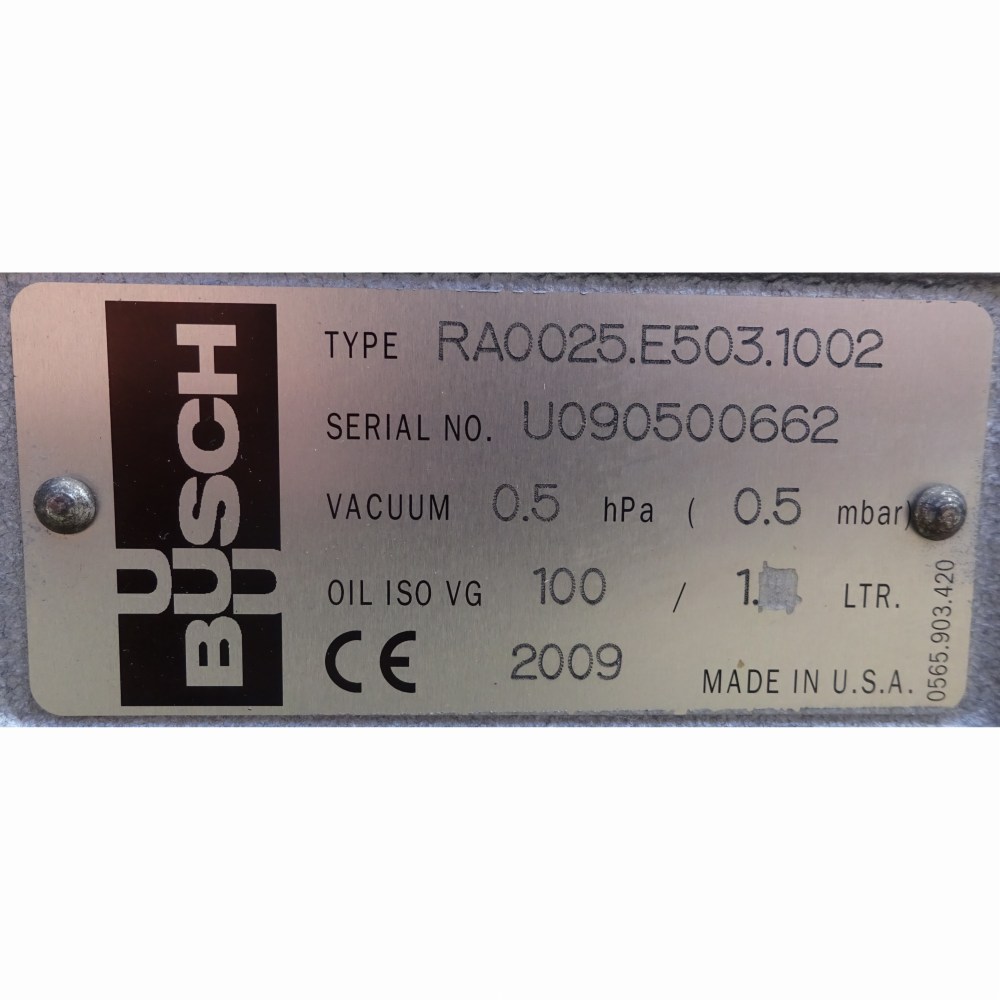 BUSCH
TYPE RA0025.E503.1002
SERIAL NO. U090500662
VACUUM 0.5 hPa ( 0.5 mbar)
OIL ISO VG 100 / LTR.
CE 2009 MADE IN U.S.A.
0565.903.420